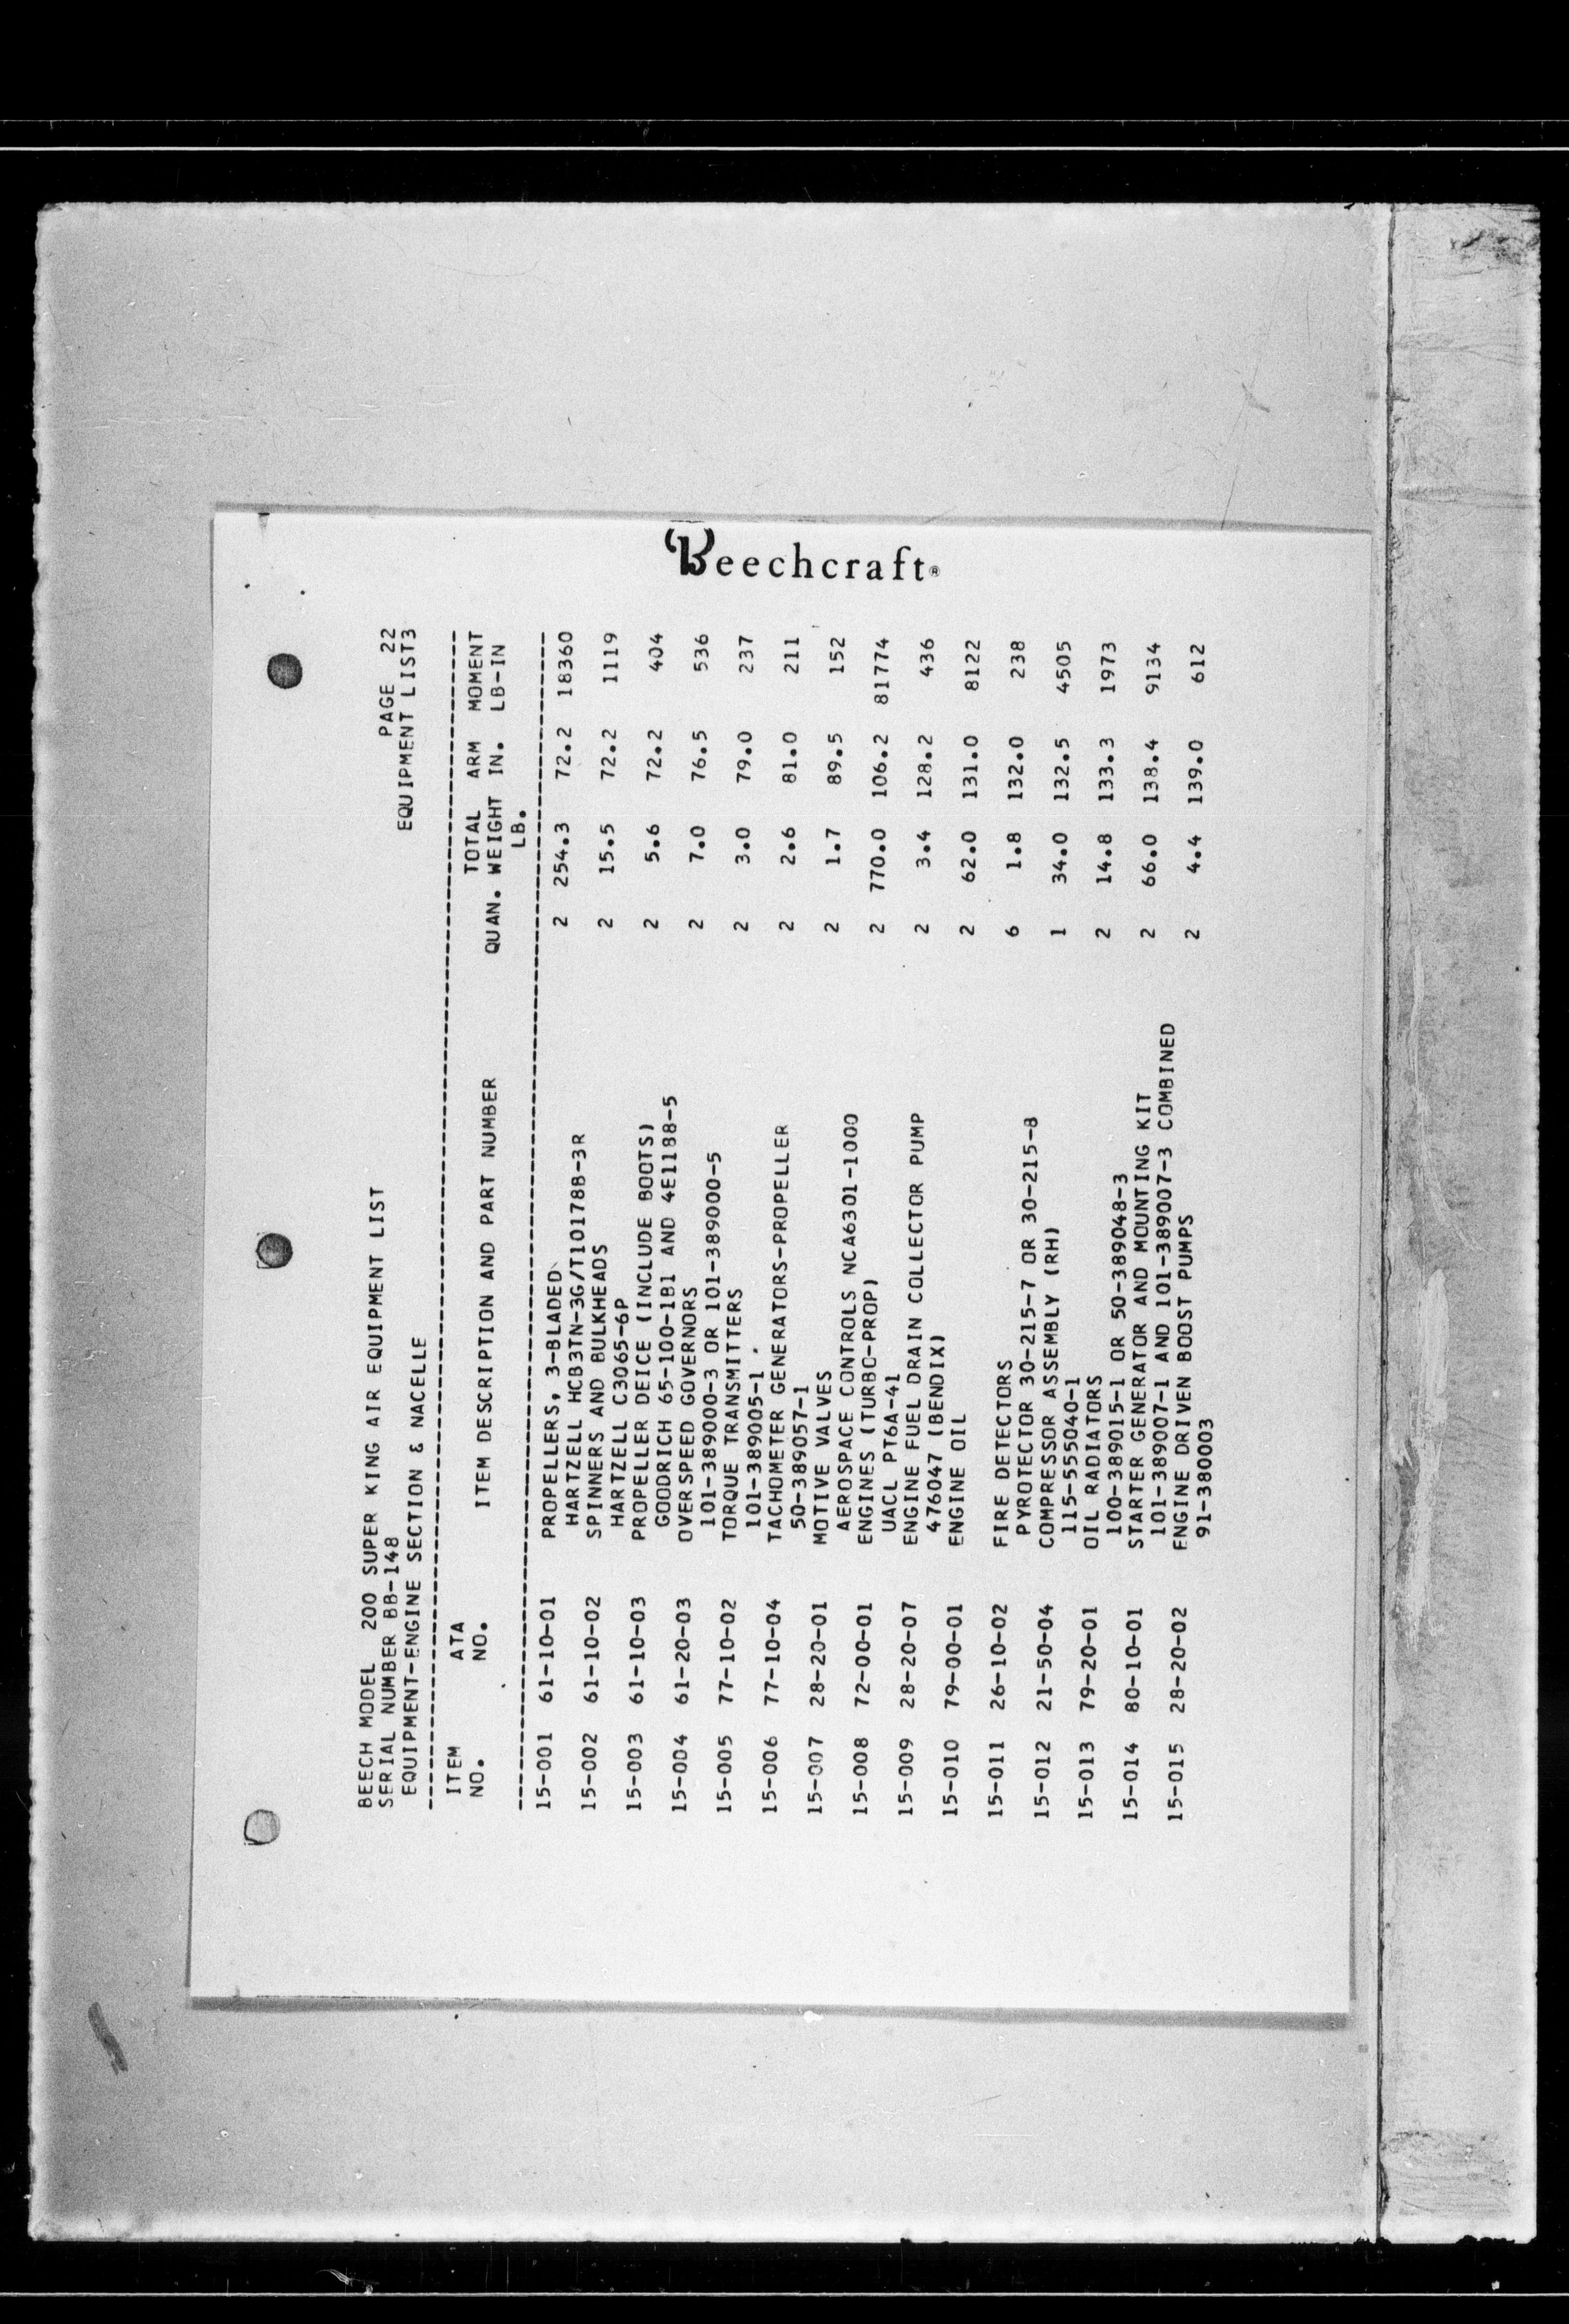 Beechcraft®
PAGE 22
BEECH MODEL 200 SUPER KING AIR EQUIPMENT LIST
SERIAL NUMBER BB-148 EQUIPMENT LIST3
EQUIPMENT-ENGINE SECTION & NACELLE
ITEM ATA TOTAL ARM MOMENT
NO. NO. ITEM DESCRIPTION AND PART NUMBER QUAN. WEIGHT IN. LB-IN
LB.
15-001 61-10-01 PROPELLERS, 3-BLADED 2 254.3 72.2 18360
HARTZELL HCB3TN-3G/T10178B-3R
15-002 61-10-02 SPINNERS AND BULKHEADS 2 15.5 72.2 1119
HARTZELL C3065-6P
15-003 61-10-03 PROPELLER DEICE (INCLUDE BOOTS) 2 5.6 72.2 404
GOODRICH 65-100-1B1 AND 4E1188-5
15-004 61-20-03 OVERSPEED GOVERNORS 2 7.0 76.5 536
101-389000-3 OR 101-389000-5
15-005 77-10-02 TORQUE TRANSMITTERS 2 3.0 79.0 237
101-389005-1
15-006 77-10-04 TACHOMETER GENERATORS-PROPELLER 2 2.6 81.0 211
50-389057-1
15-007 28-20-01 MOTIVE VALVES 2 1.7 89.5 152
AEROSPACE CONTROLS NCA6301-1000
15-008 72-00-01 ENGINES (TURBO-PROP) 2 770.0 106.2 81774
UACL PT6A-41
15-009 28-20-07 ENGINE FUEL DRAIN COLLECTOR PUMP 2 3.4 128.2 436
476047 (BENDIX)
15-010 79-00-01 ENGINE OIL 2 62.0 131.0 8122
15-011 26-10-02 FIRE DETECTORS 6 1.8 132.0 238
PYROTECTOR 30-215-7 OR 30-215-8
15-012 21-50-04 COMPRESSOR ASSEMBLY (RH) 1 34.0 132.5 4505
115-555040-1
15-013 79-20-01 OIL RADIATORS 2 14.8 133.3 1973
100-389015-1 OR 50-389048-3
15-014 80-10-01 STARTER GENERATOR AND MOUNTING KIT 2 66.0 138.4 9134
101-389007-1 AND 101-389007-3 COMBINED
15-015 28-20-02 ENGINE DRIVEN BOOST PUMPS 2 4.4 139.0 612
91-380003